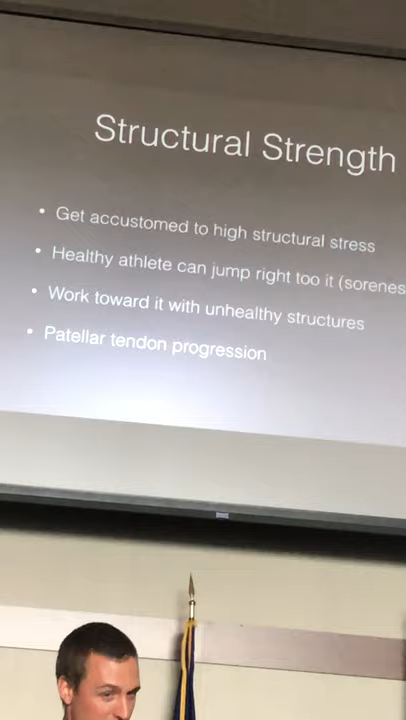 Structural Strength
• Get accustomed to high structural stress
• Healthy athlete can jump right too it (sorenes
• Work toward it with unhealthy structures
• Patellar tendon progression